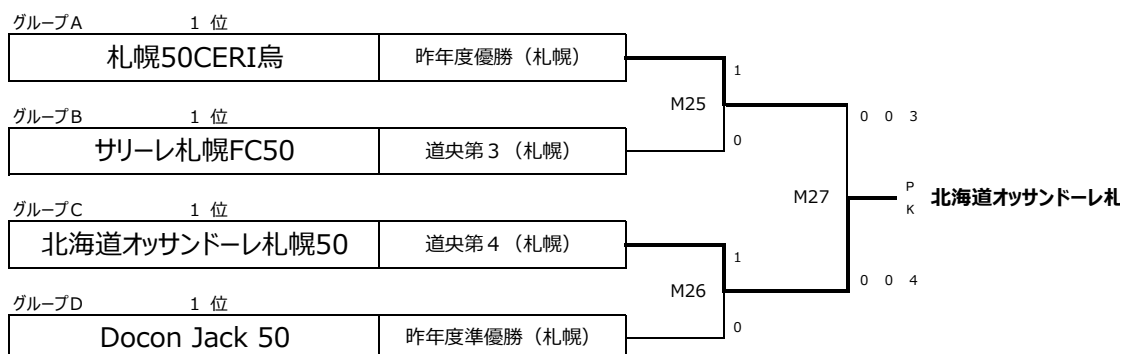 グループA 1 位
札幌50CERI烏 昨年度優勝（札幌）
1
M25
グループB 1 位
0 0 3
サリーレ札幌FC50 道央第３（札幌）
0
M27
P
K
北海道オッサンドーレ札
グループC 1 位
北海道オッサンドーレ札幌50 道央第４（札幌）
1
M26
0 0 4
グループD 1 位
Docon Jack 50 昨年度準優勝（札幌）
0